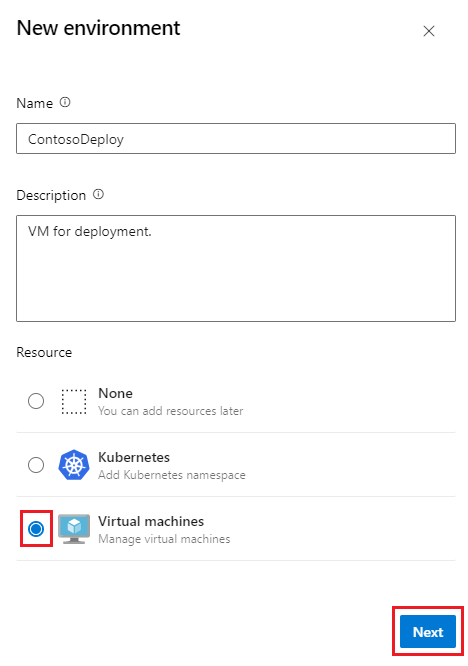 New environment
Name
ContosoDeploy
Description
VM for deployment.
Resource
None
You can add resources later
Kubernetes
Add Kubernetes namespace
Virtual machines
Manage virtual machines
Next